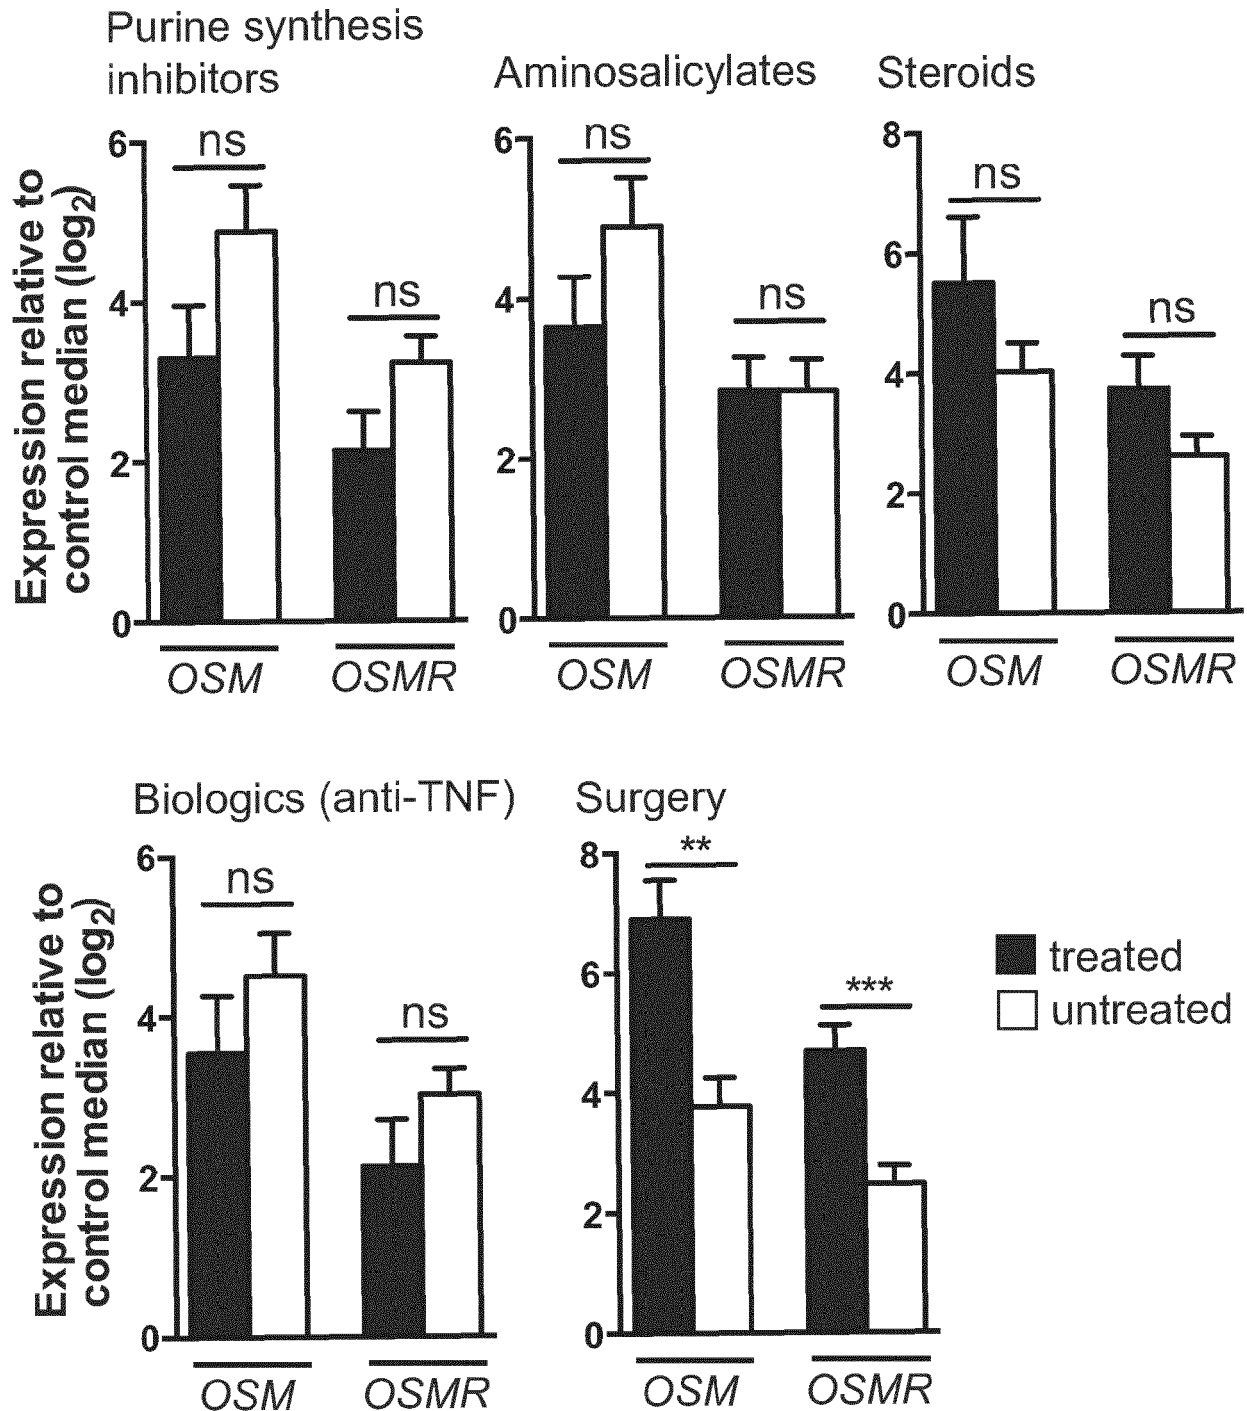 Purine synthesis
inhibitors
Aminosalicylates
Steroids
Expression relative to
control median (log2)
6
4
2
0
ns
ns
OSM
OSMR
6
4
2
0
ns
ns
OSM
OSMR
8
6
4
2
0
ns
ns
OSM
OSMR
Biologics (anti-TNF)
Surgery
Expression relative to
control median (log2)
6
4
2
0
ns
ns
OSM
OSMR
8
6
4
2
0
**
***
OSM
OSMR
treated
untreated